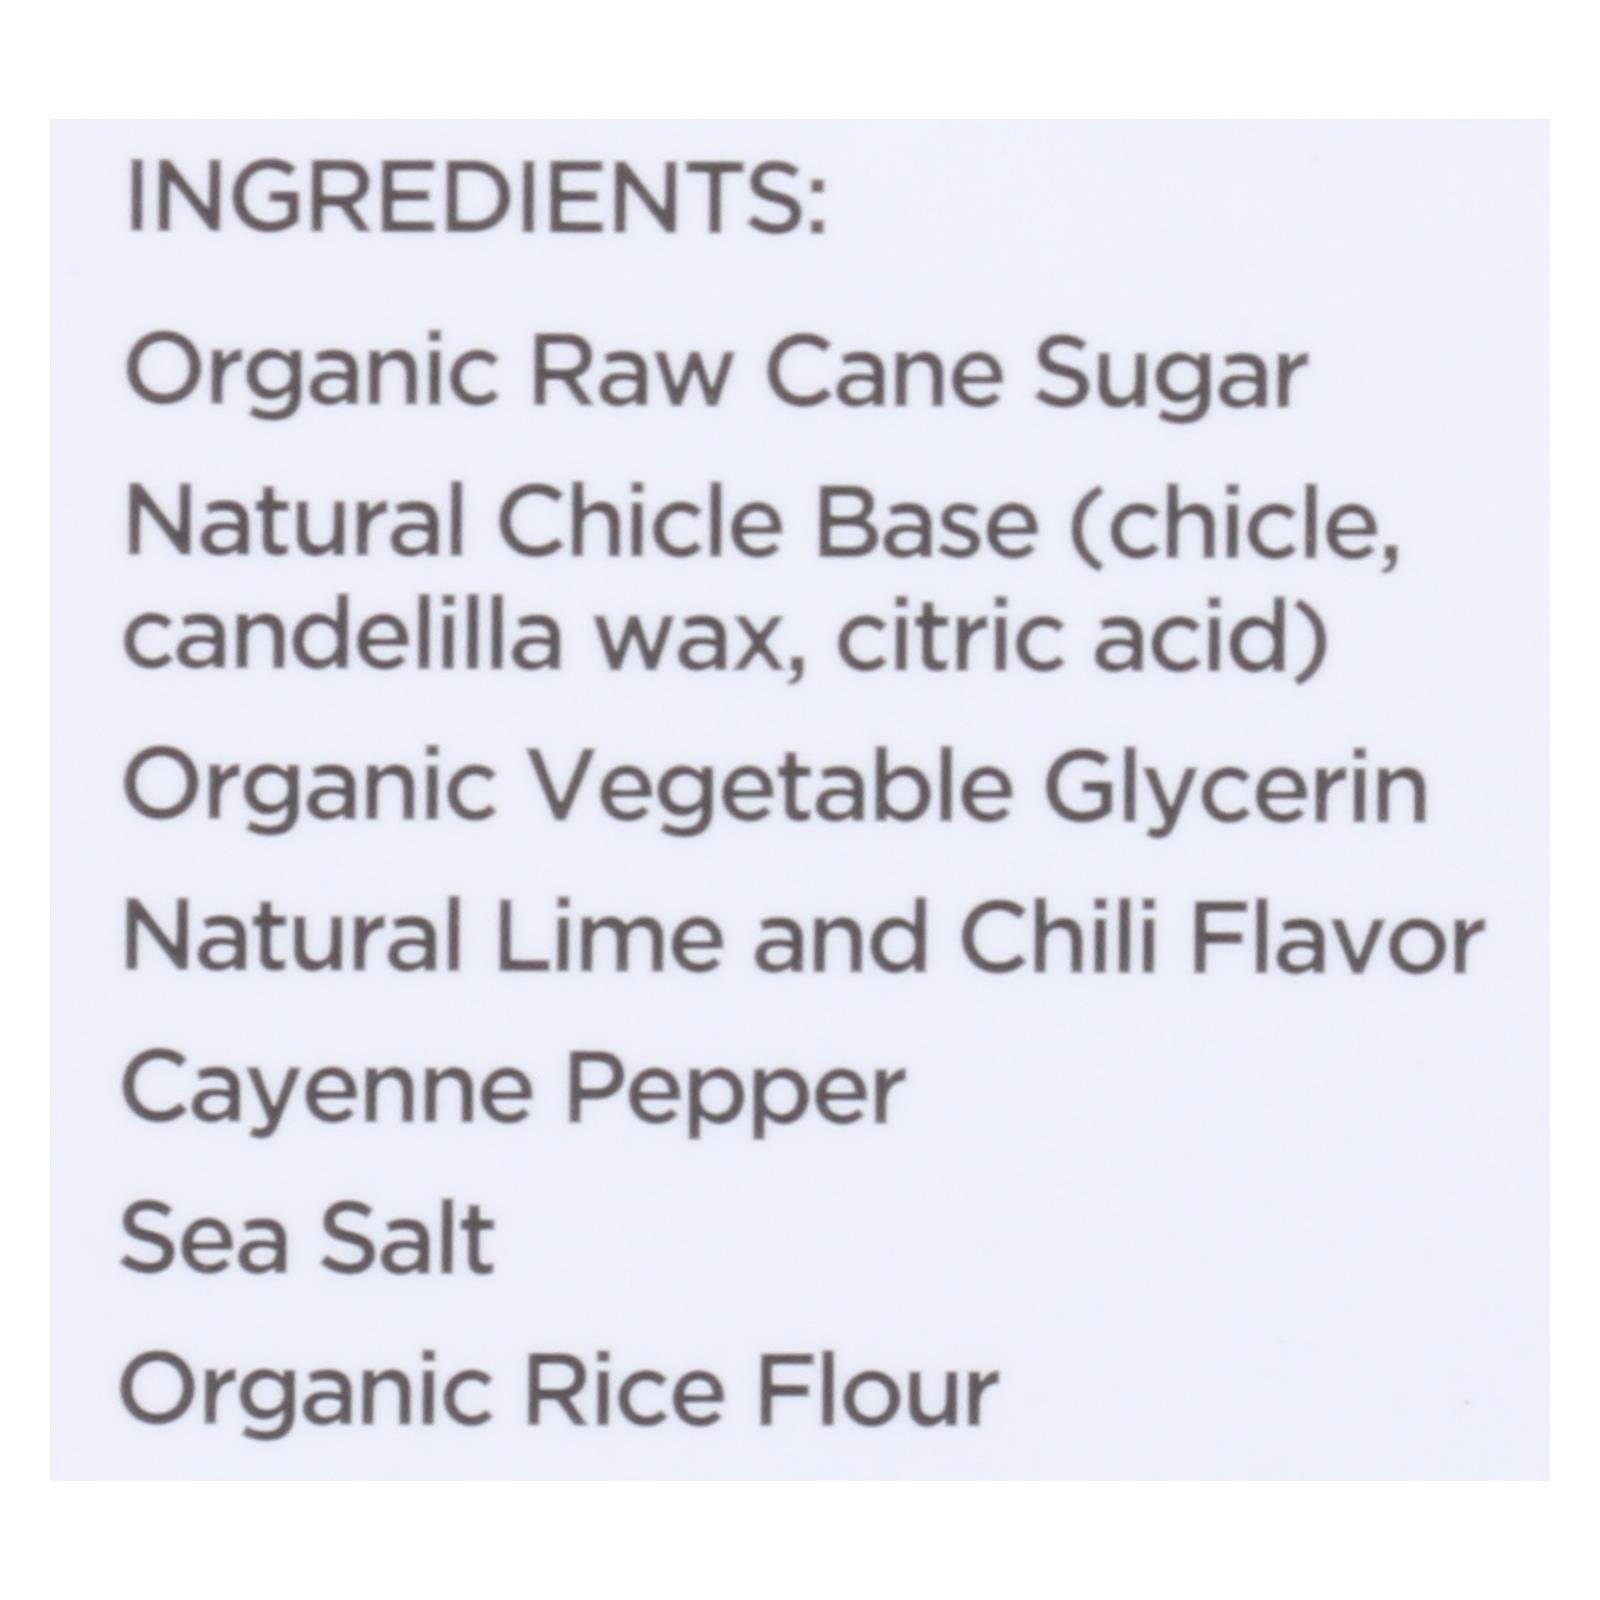 INGREDIENTS:
Organic Raw Cane Sugar
Natural Chicle Base (chicle,
candelilla wax, citric acid)
Organic Vegetable Glycerin
Natural Lime and Chili Flavor
Cayenne Pepper
Sea Salt
Organic Rice Flour